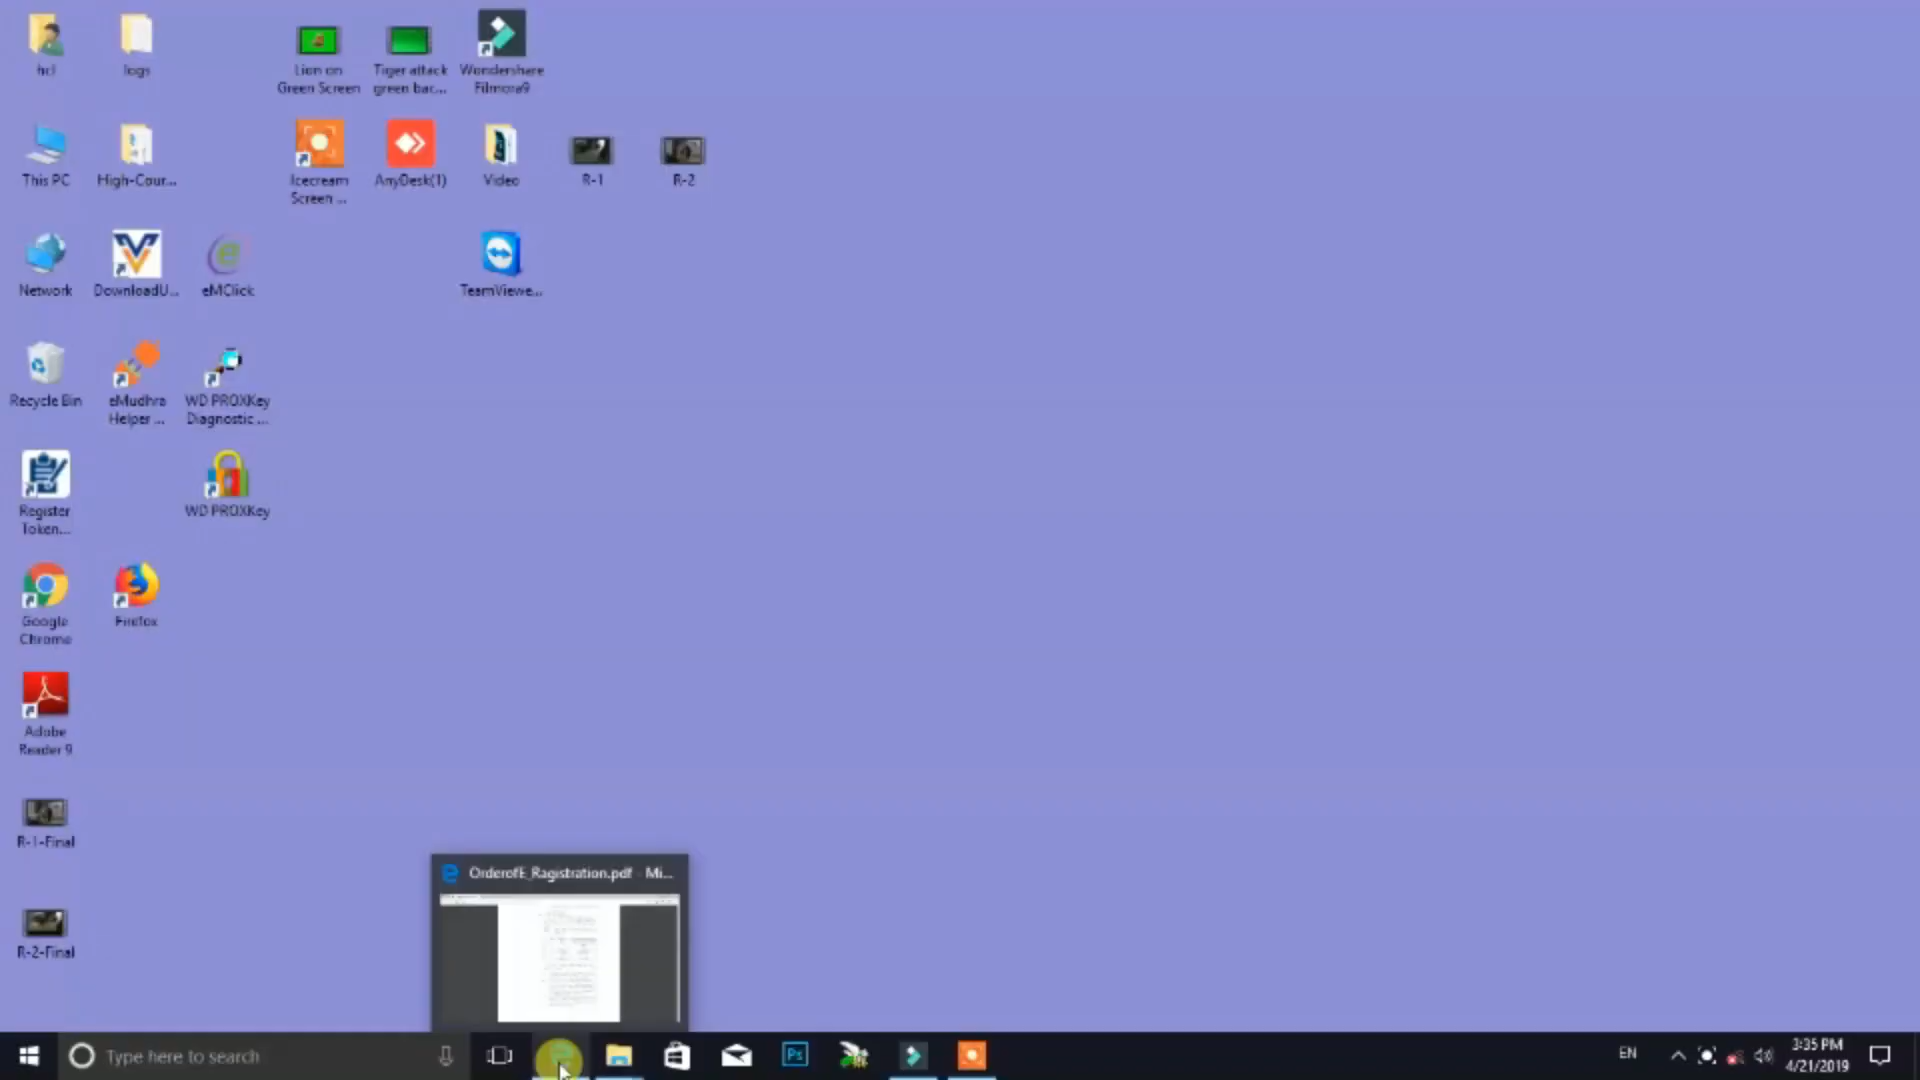 hcl
logs
Lion on
Green Screen
Tiger attack
green bac...
Wondershare
Filmora9
This PC
High-Cour...
Icecream
Screen ...
AnyDesk(1)
Video
R-1
R-2
Network
DownloadU...
eMClick
TeamViewe...
Recycle Bin
eMudhra
Helper ...
WD PROXKey
Diagnostic ...
Register
Token...
WD PROXKey
Google
Chrome
Firefox
Adobe
Reader 9
R-1-Final
R-2-Final
OrderofE_Ragistration.pdf - Mi...
Type here to search
Ps
EN
3:35 PM
4/21/2019